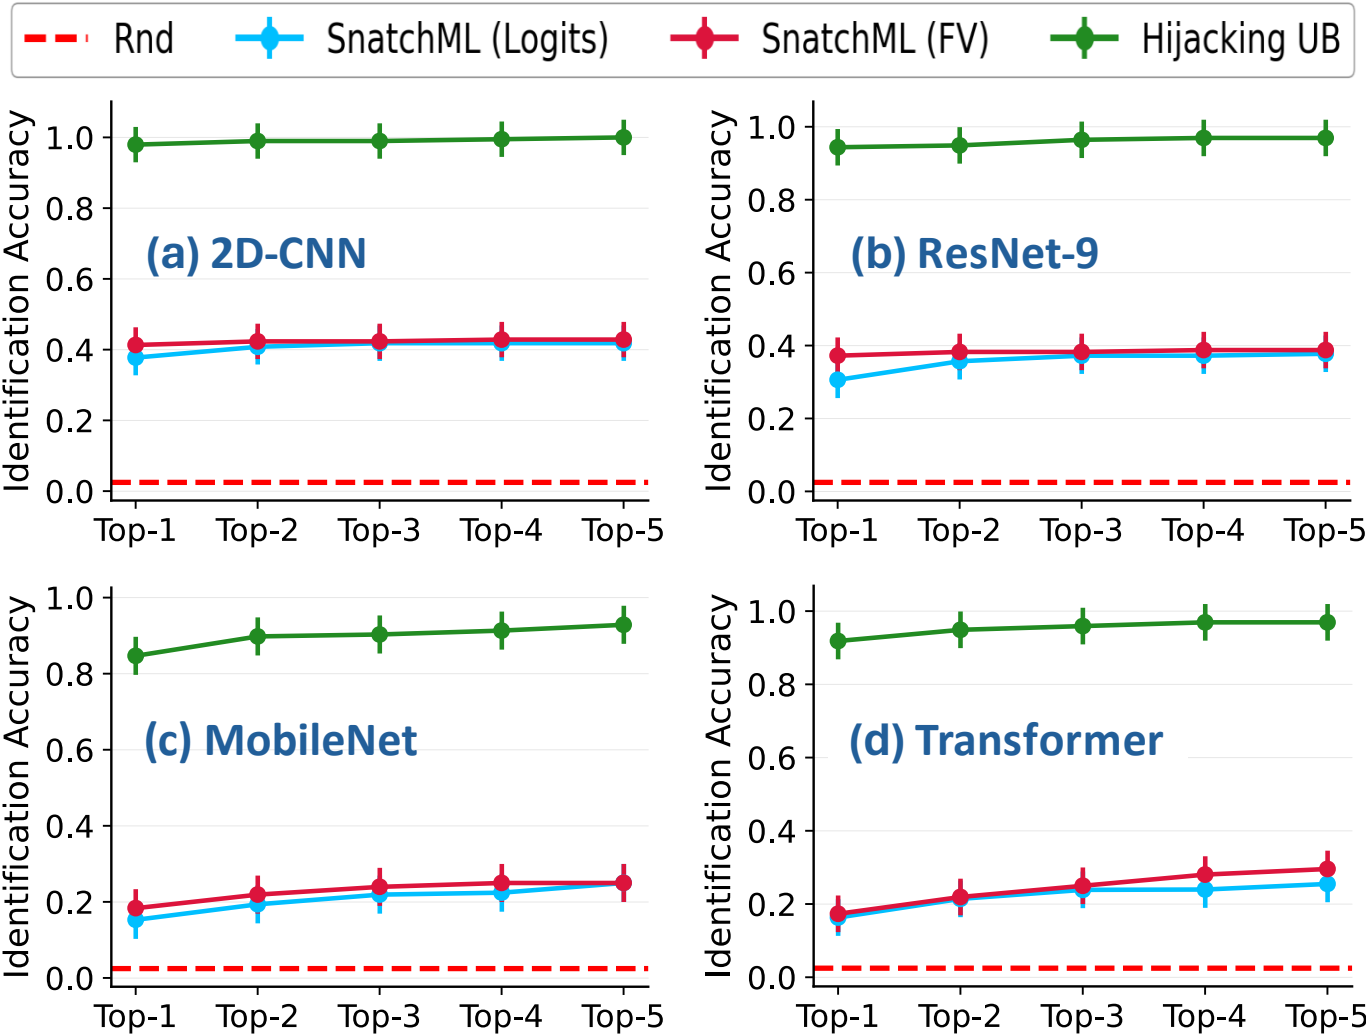 Rnd SnatchML (Logits) SnatchML (FV) Hijacking UB
Identification Accuracy
1.0
0.8
0.6
0.4
0.2
0.0
(a) 2D-CNN
Top-1 Top-2 Top-3 Top-4 Top-5
Identification Accuracy
1.0
0.8
0.6
0.4
0.2
0.0
(b) ResNet-9
Top-1 Top-2 Top-3 Top-4 Top-5
Identification Accuracy
1.0
0.8
0.6
0.4
0.2
0.0
(c) MobileNet
Top-1 Top-2 Top-3 Top-4 Top-5
Identification Accuracy
1.0
0.8
0.6
0.4
0.2
0.0
(d) Transformer
Top-1 Top-2 Top-3 Top-4 Top-5